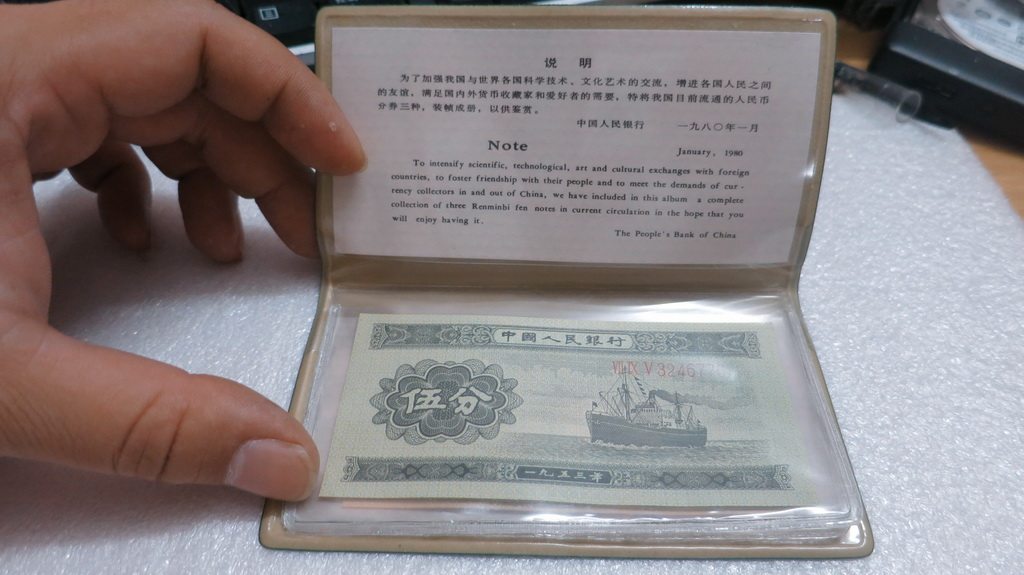 说 明
为了加强我国与世界各国科学技术、文化艺术的交流，增进各国人民之间
的友谊，满足国内外货币收藏家和爱好者的需要，特将我国目前流通的人民币
分券三种，装帧成册，以供鉴赏。
中国人民银行 一九八〇年一月
Note
January, 1980
To intensify scientific, technological, art and cultural exchanges with foreign
countries, to foster friendship with their people and to meet the demands of cur-
rency collectors in and out of China, we have included in this album a complete
collection of three Renminbi fen notes in current circulation in the hope that you
will enjoy having it.
The People's Bank of China
中國人民銀行
VII IX V 3246
伍分
一九五三年